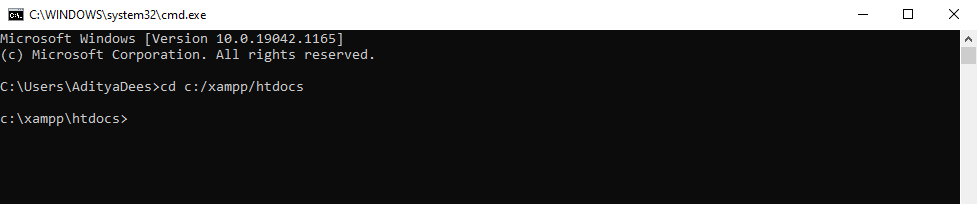 C:\WINDOWS\system32\cmd.exe
Microsoft Windows [Version 10.0.19042.1165]
(c) Microsoft Corporation. All rights reserved.
C:\Users\AdityaDees>cd c:/xampp/htdocs
c:\xampp\htdocs>